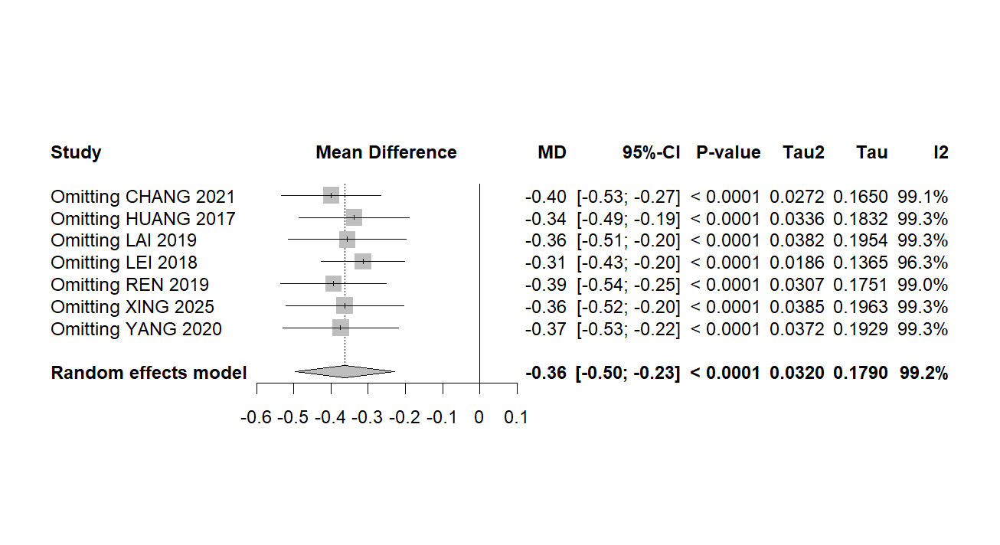 Study Mean Difference MD 95%-CI P-value Tau2 Tau I2
Omitting CHANG 2021 -0.40 [-0.53; -0.27] < 0.0001 0.0272 0.1650 99.1%
Omitting HUANG 2017 -0.34 [-0.49; -0.19] < 0.0001 0.0336 0.1832 99.3%
Omitting LAI 2019 -0.36 [-0.51; -0.20] < 0.0001 0.0382 0.1954 99.3%
Omitting LEI 2018 -0.31 [-0.43; -0.20] < 0.0001 0.0186 0.1365 96.3%
Omitting REN 2019 -0.39 [-0.54; -0.25] < 0.0001 0.0307 0.1751 99.0%
Omitting XING 2025 -0.36 [-0.52; -0.20] < 0.0001 0.0385 0.1963 99.3%
Omitting YANG 2020 -0.37 [-0.53; -0.22] < 0.0001 0.0372 0.1929 99.3%
Random effects model -0.36 [-0.50; -0.23] < 0.0001 0.0320 0.1790 99.2%
-0.6 -0.5 -0.4 -0.3 -0.2 -0.1 0 0.1